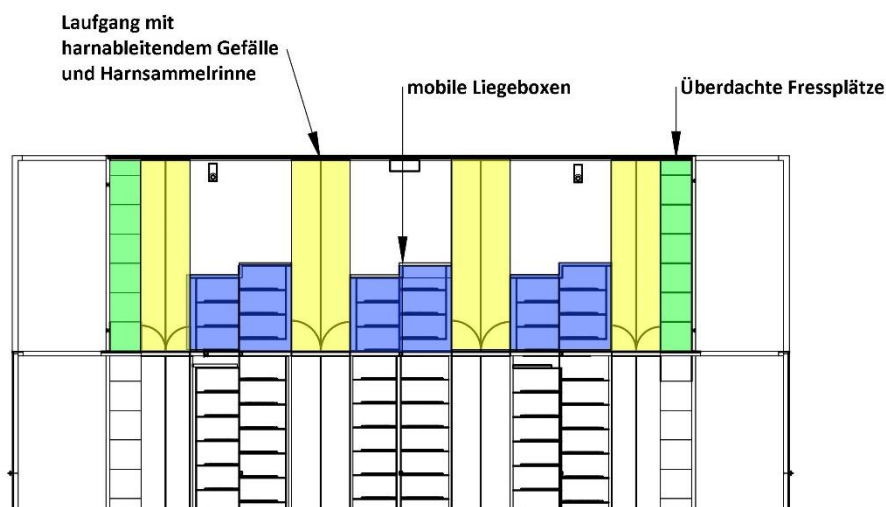 Laufgang mit
harnableitendem Gefälle
und Harnsammelrinne
mobile Liegeboxen
Überdachte Fressplätze